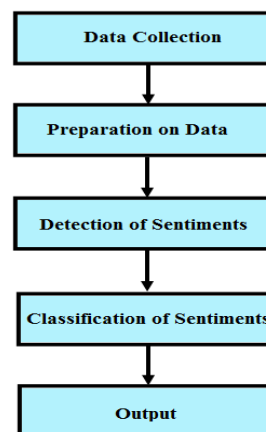 Data Collection
Preparation on Data
Detection of Sentiments
Classification of Sentiments
Output